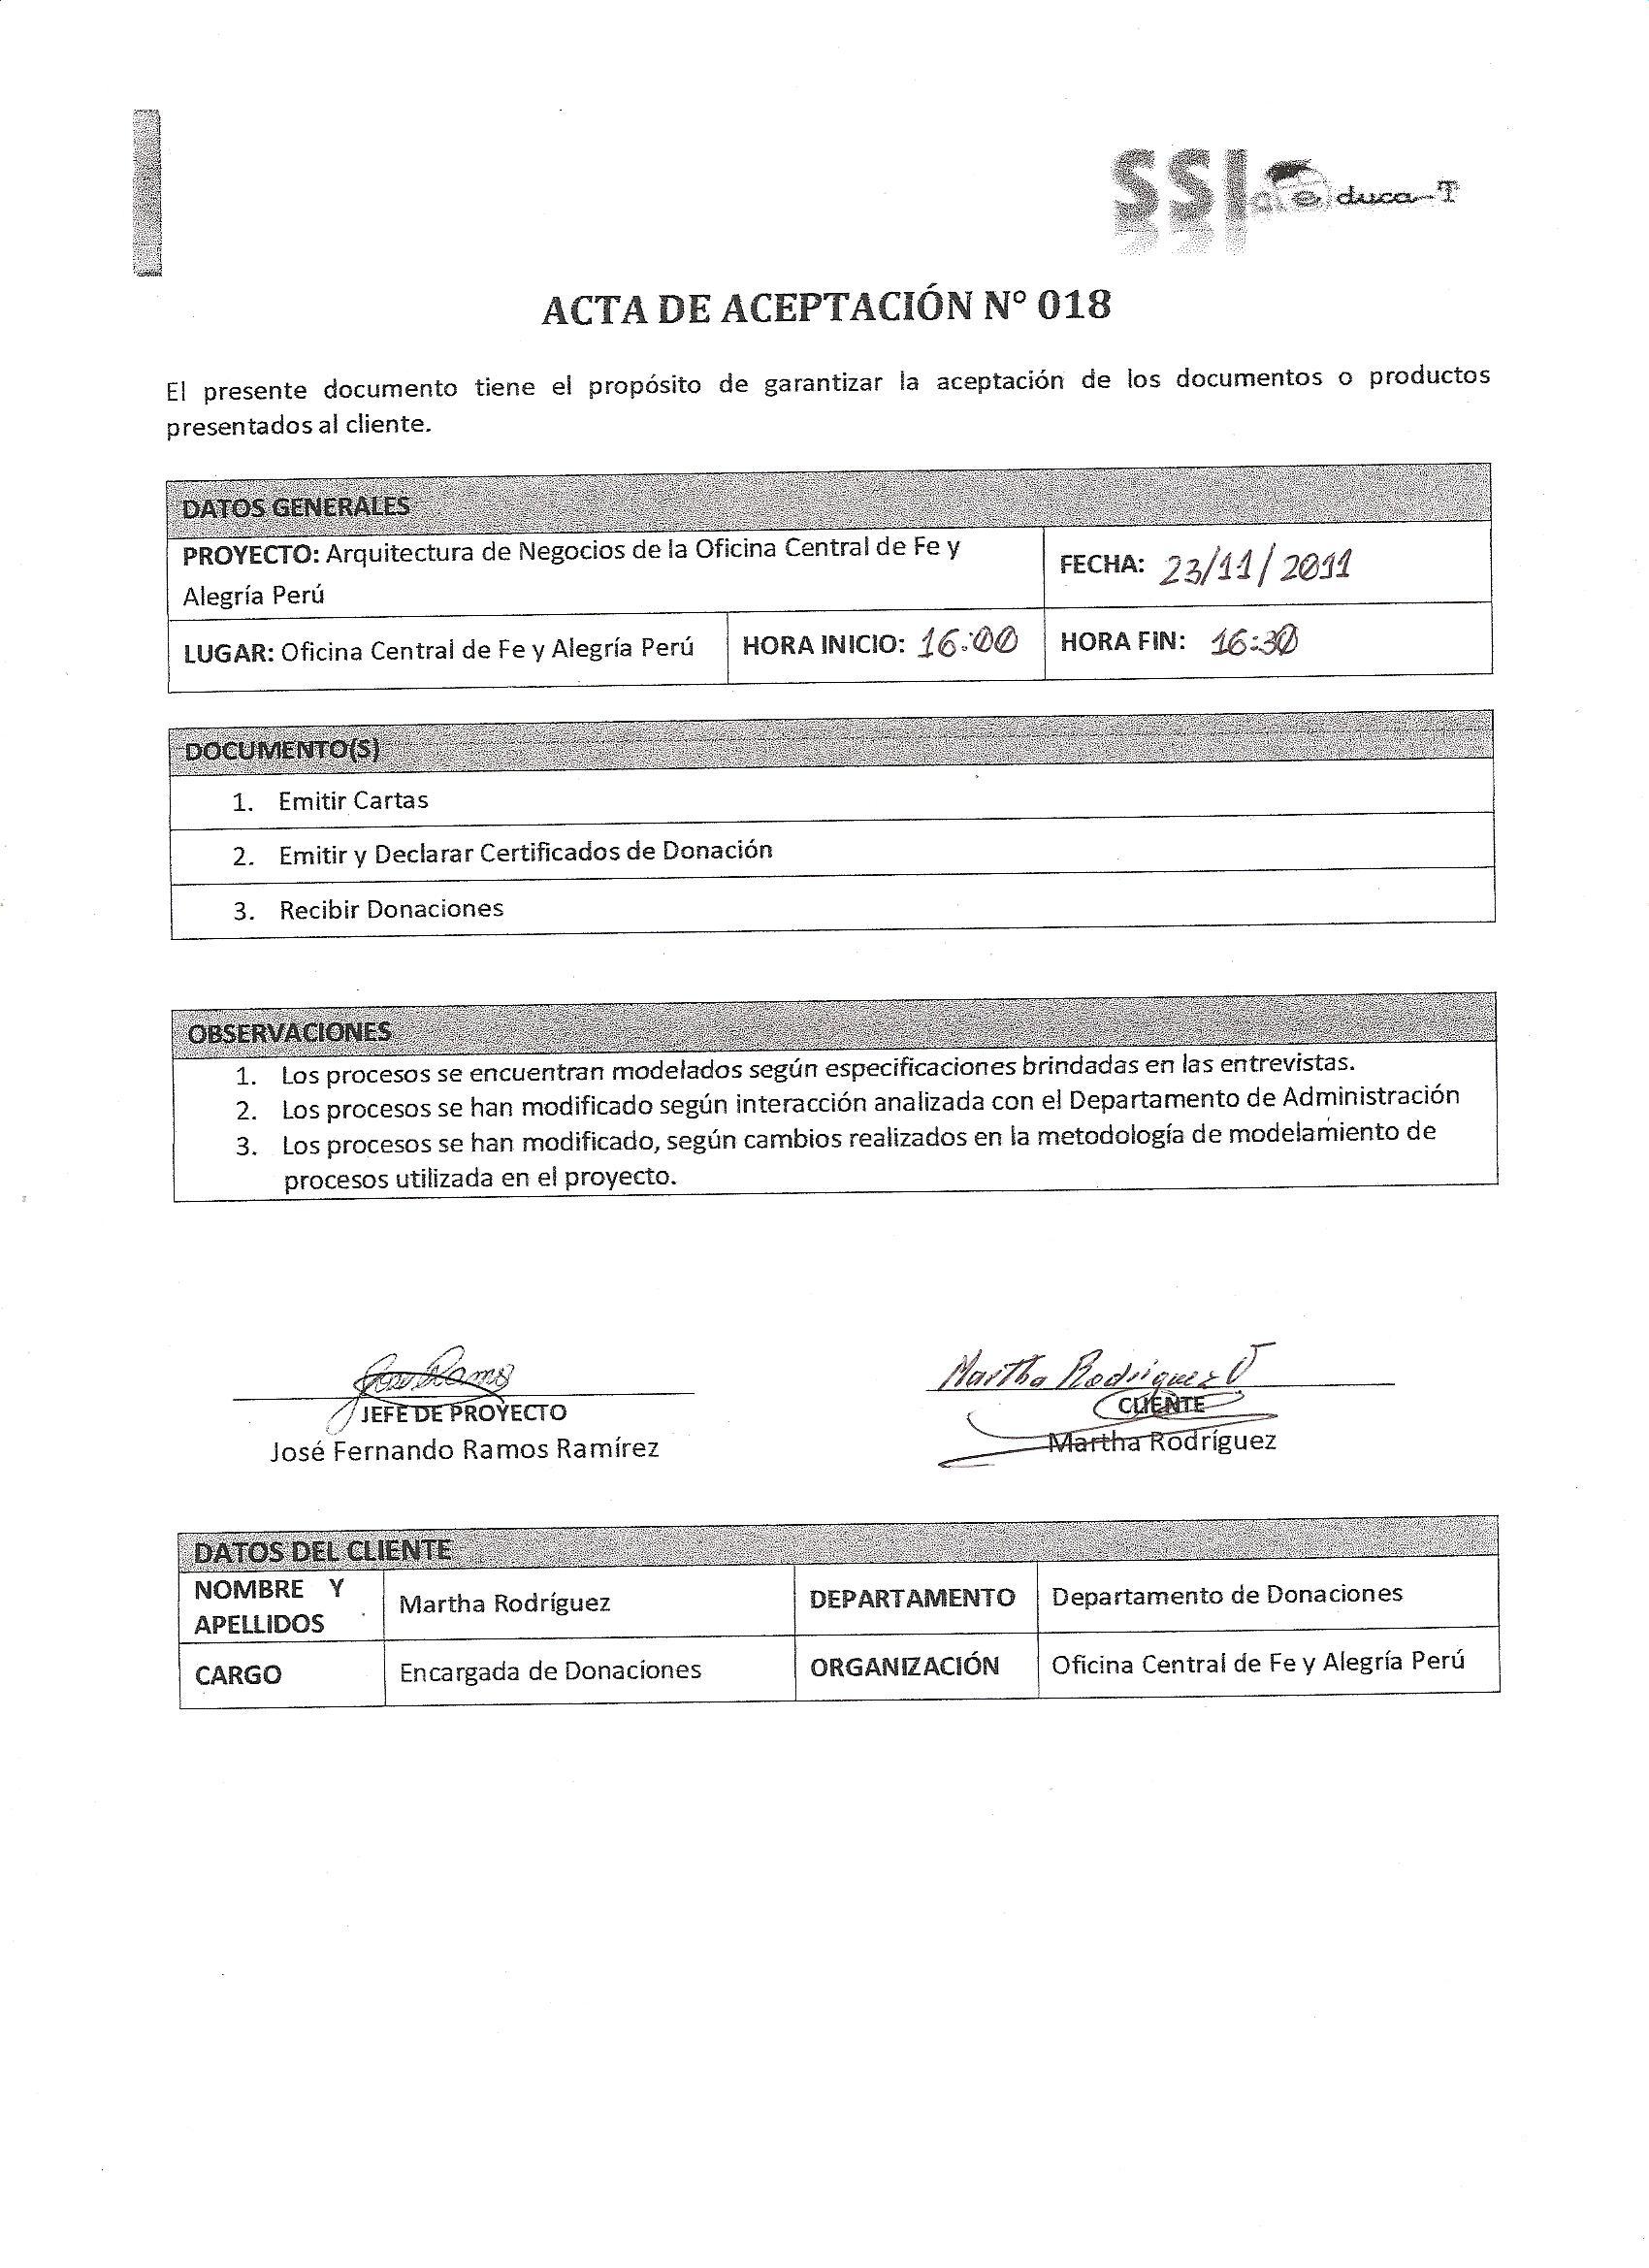 SSI educa-T
ACTA DE ACEPTACIÓN N° 018
El presente documento tiene el propósito de garantizar la aceptación de los documentos o productos
presentados al cliente.
DATOS GENERALES
PROYECTO: Arquitectura de Negocios de la Oficina Central de Fe y
Alegría Perú
FECHA: 23/11/2011
LUGAR: Oficina Central de Fe y Alegría Perú
HORA INICIO: 16:00
HORA FIN: 16:30
DOCUMENTO(S)
1. Emitir Cartas
2. Emitir y Declarar Certificados de Donación
3. Recibir Donaciones
OBSERVACIONES
1. Los procesos se encuentran modelados según especificaciones brindadas en las entrevistas.
2. Los procesos se han modificado según interacción analizada con el Departamento de Administración
3. Los procesos se han modificado, según cambios realizados en la metodología de modelamiento de
procesos utilizada en el proyecto.
Jose Ramos
JEFE DE PROYECTO
José Fernando Ramos Ramírez
Martha Rodriguez V
CLIENTE
Martha Rodríguez
DATOS DEL CLIENTE
NOMBRE Y
APELLIDOS
Martha Rodríguez
DEPARTAMENTO
Departamento de Donaciones
CARGO
Encargada de Donaciones
ORGANIZACIÓN
Oficina Central de Fe y Alegría Perú